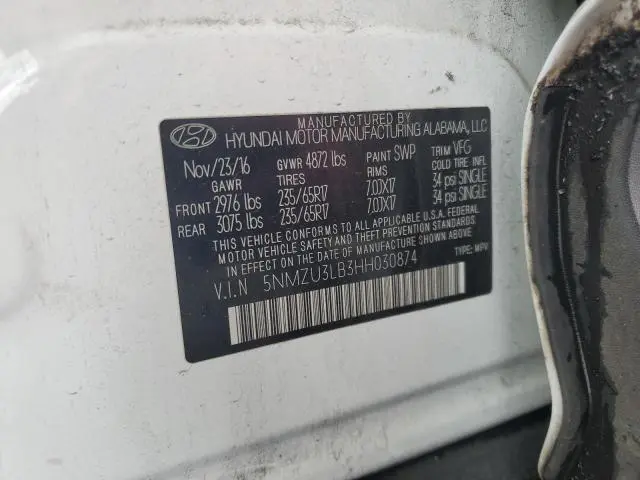 MANUFACTURED BY
HYUNDAI MOTOR MANUFACTURING ALABAMA, LLC
Nov/23/16 GVWR 4872 lbs PAINT SWP TRIM VFG
GAWR TIRES RIMS COLD TIRE INFL.
FRONT 2976 lbs 235/65R17 7.0JX17 34 psi SINGLE
REAR 3075 lbs 235/65R17 7.0JX17 34 psi SINGLE
THIS VEHICLE CONFORMS TO ALL APPLICABLE U.S.A. FEDERAL
MOTOR VEHICLE SAFETY AND THEFT PREVENTION STANDARDS
IN EFFECT ON THE DATE OF MANUFACTURE SHOWN ABOVE.
V.I.N 5NMZU3LB3HH030874 TYPE: MPV